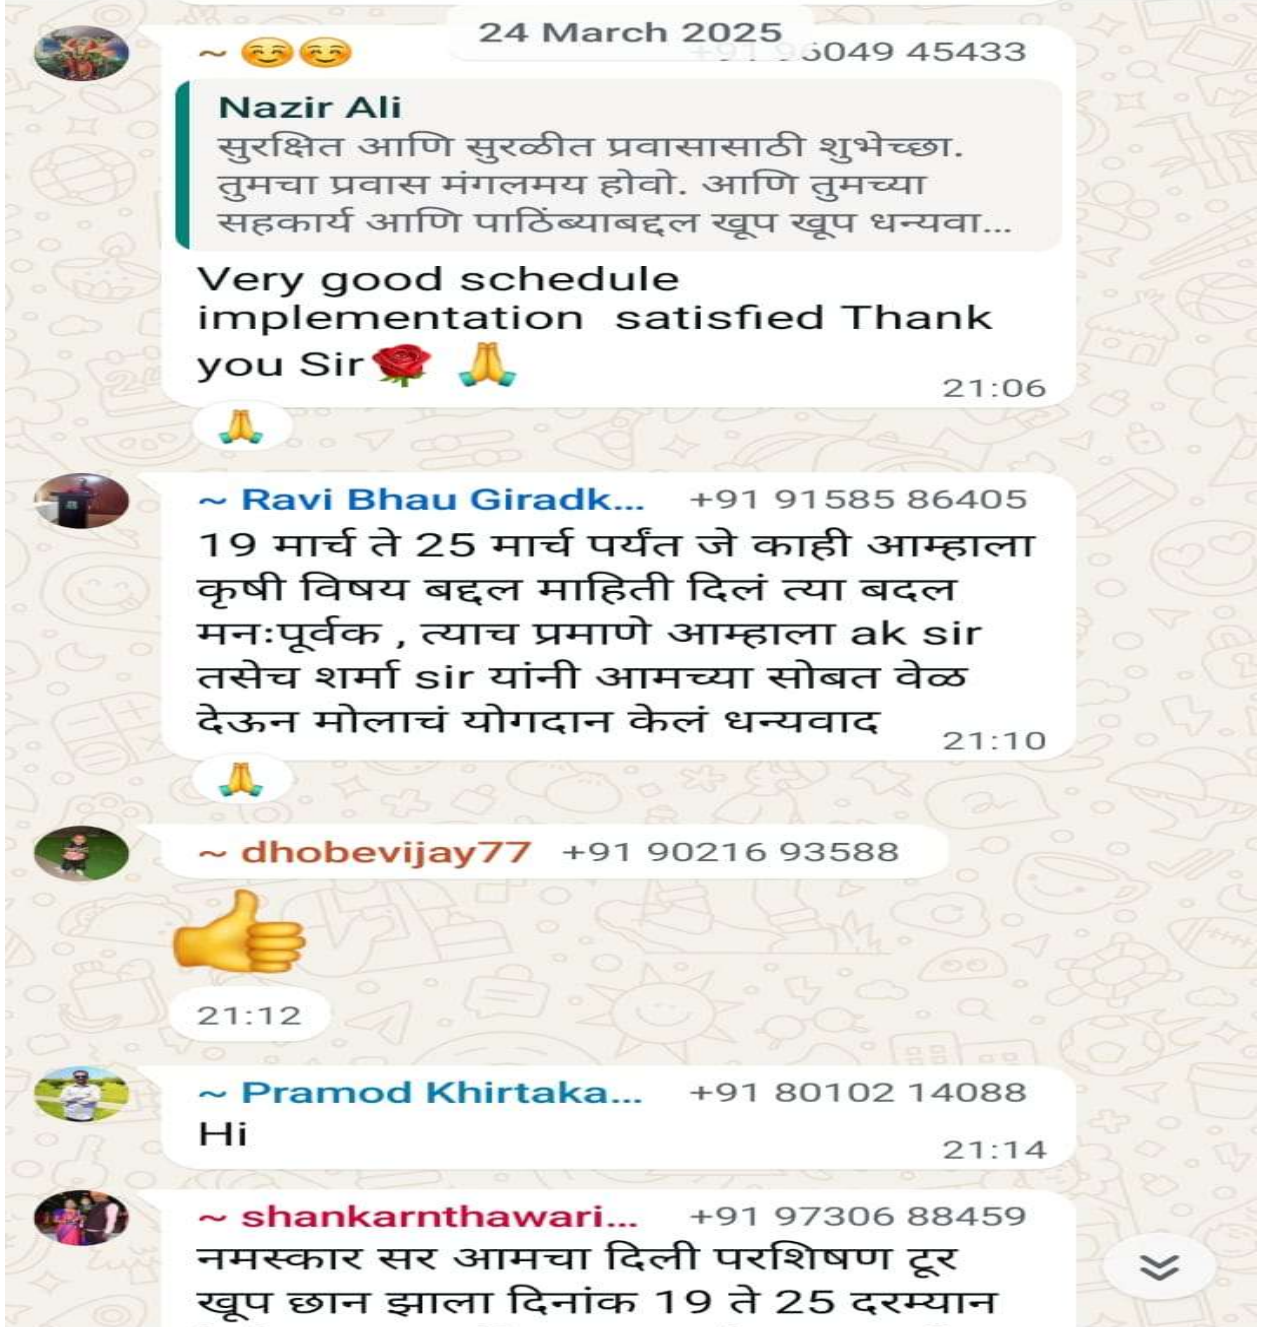 24 March 2025
~ 😊😊 6049 45433
Nazir Ali
सुरक्षित आणि सुरळीत प्रवासासाठी शुभेच्छा.
तुमचा प्रवास मंगलमय होवो. आणि तुमच्या
सहकार्य आणि पाठिंब्याबद्दल खूप खूप धन्यवा...
Very good schedule
implementation satisfied Thank
you Sir🌹 🙏
21:06
🙏
~ Ravi Bhau Giradk... +91 91585 86405
19 मार्च ते 25 मार्च पर्यंत जे काही आम्हाला
कृषी विषय बद्दल माहिती दिलं त्या बदल
मनःपूर्वक , त्याच प्रमाणे आम्हाला ak sir
तसेच शर्मा sir यांनी आमच्या सोबत वेळ
देऊन मोलाचं योगदान केलं धन्यवाद
21:10
🙏
~ dhobevijay77 +91 90216 93588
👍
21:12
~ Pramod Khirtaka... +91 80102 14088
Hi
21:14
~ shankarnthawari... +91 97306 88459
नमस्कार सर आमचा दिली परशिषण टूर
खूप छान झाला दिनांक 19 ते 25 दरम्यान